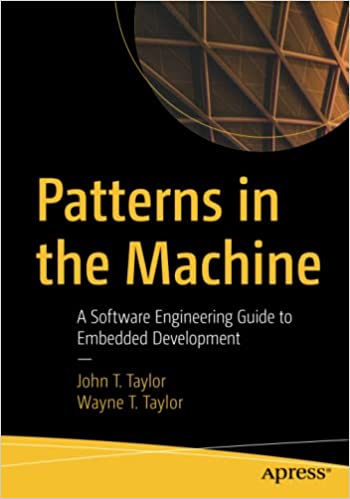 Patterns in
the Machine
A Software Engineering Guide to
Embedded Development
—
John T. Taylor
Wayne T. Taylor
Apress®